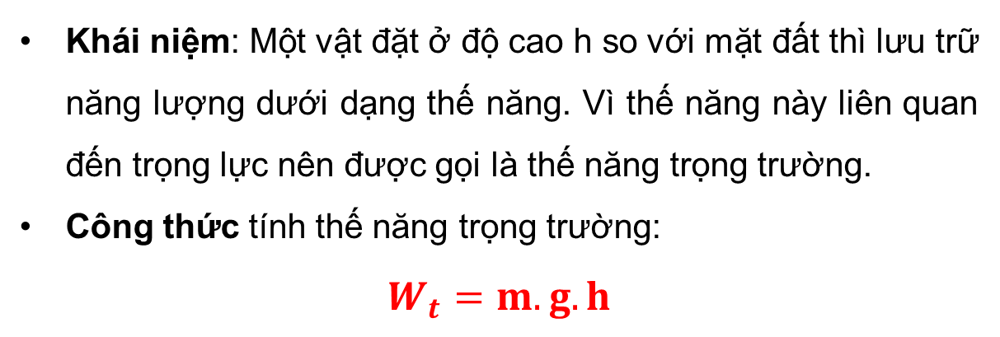 • Khái niệm: Một vật đặt ở độ cao h so với mặt đất thì lưu trữ
năng lượng dưới dạng thế năng. Vì thế năng này liên quan
đến trọng lực nên được gọi là thế năng trọng trường.
• Công thức tính thế năng trọng trường:
Wₜ = m.g.h